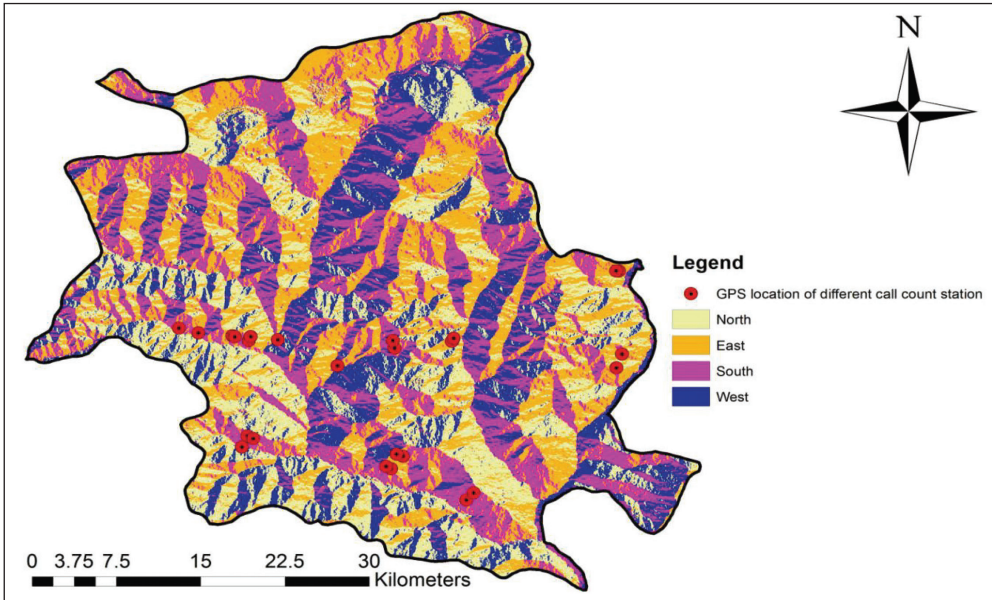 N
Legend
GPS location of different call count station
North
East
South
West
0 3.75 7.5 15 22.5 30
Kilometers